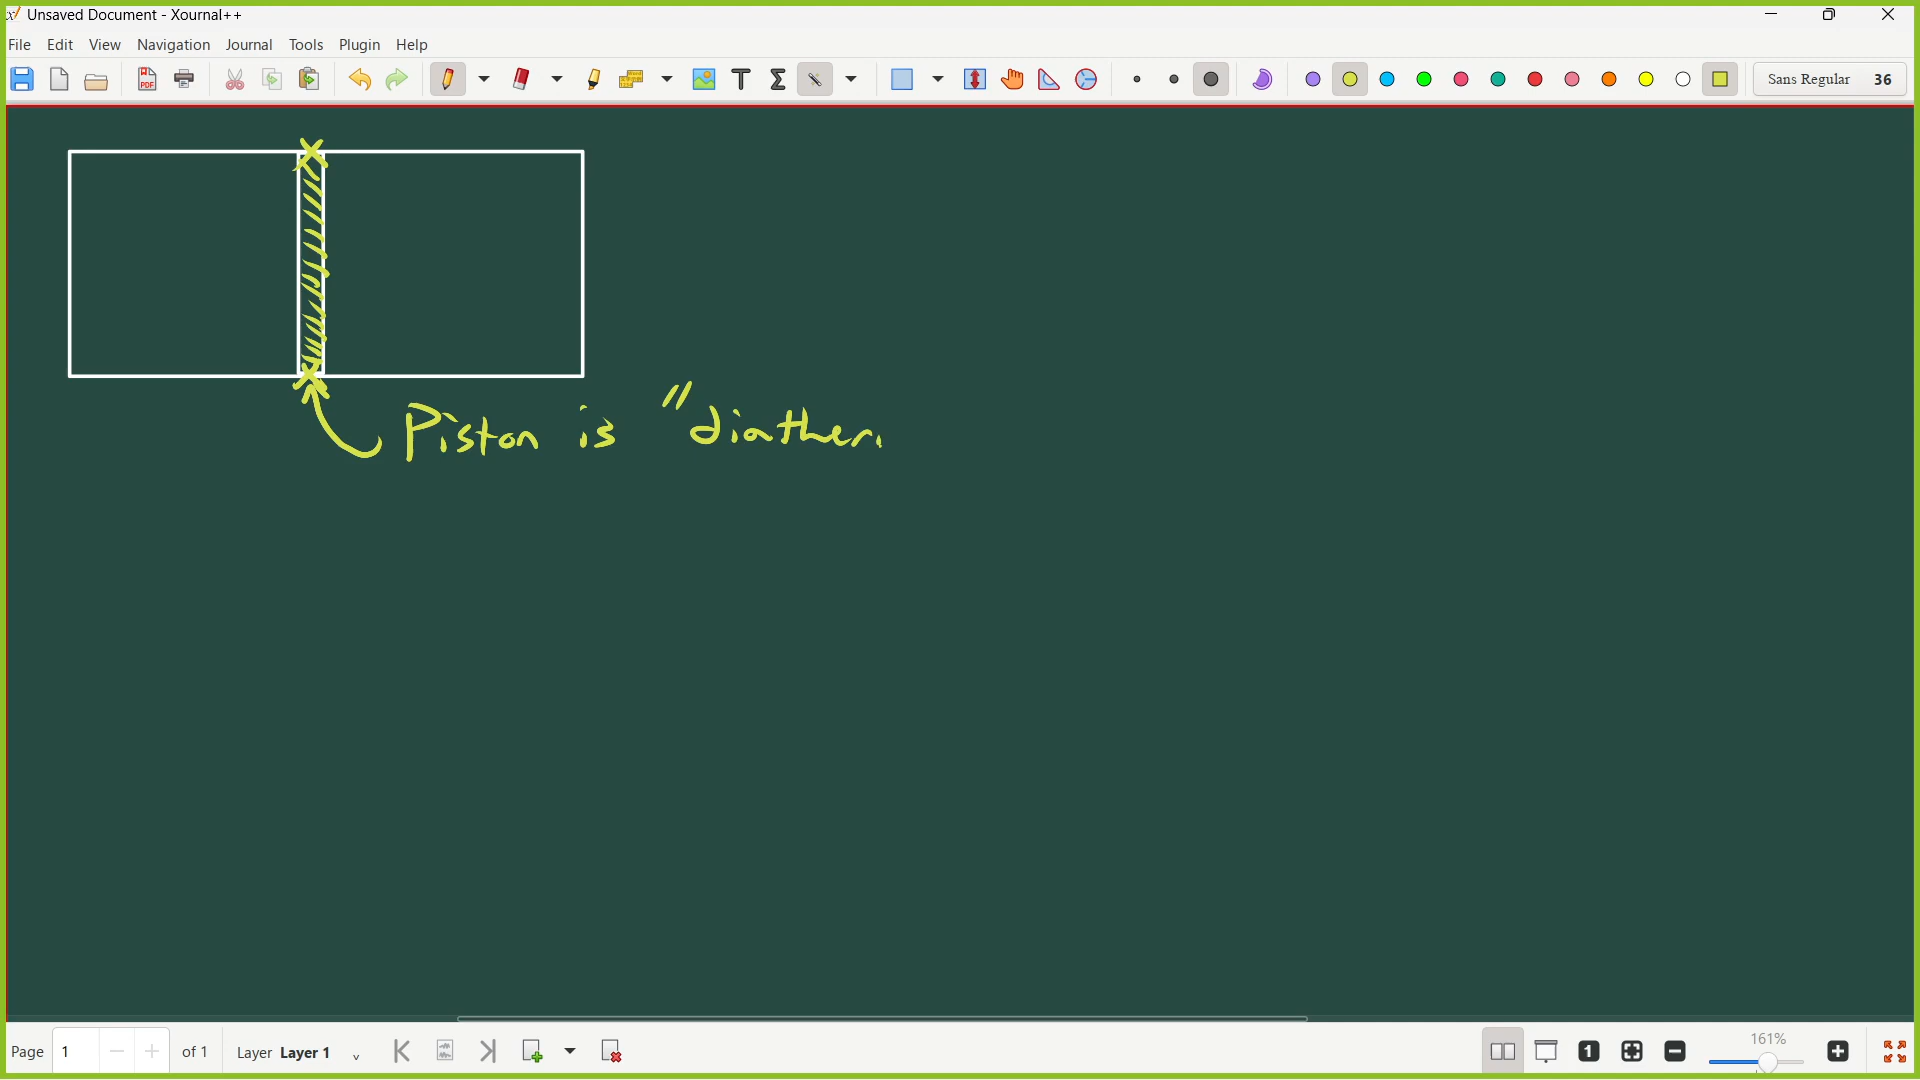 Unsaved Document - Xournal++
File Edit View Navigation Journal Tools Plugin Help
Sans Regular 36
Piston is "diather
Page 1 of 1 Layer Layer 1 161%